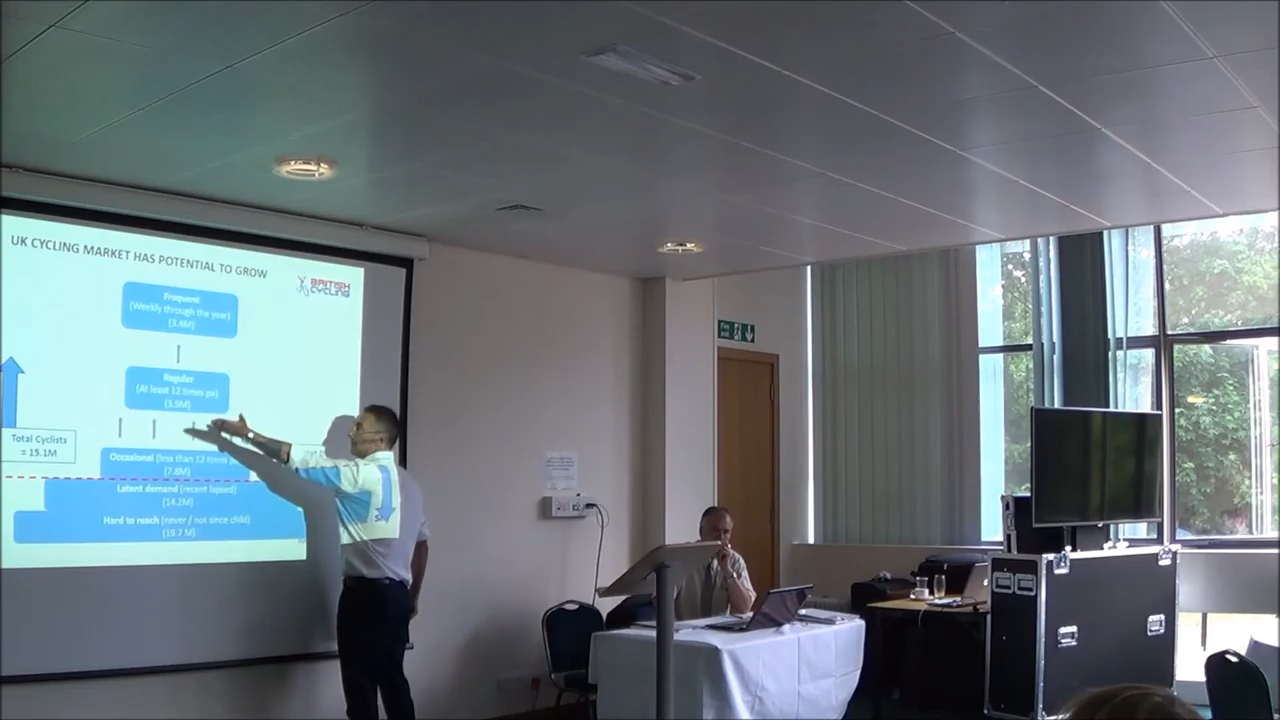 UK CYCLING MARKET HAS POTENTIAL TO GROW
BRITISH
CYCLING
Frequent
(Weekly through the year)
(3.4M)
Regular
(At least 12 times pa)
(3.9M)
Total Cyclists
= 15.1M
Occasional (less than 12 times
(7.8M)
Latent demand (recent lapsed)
(14.2M)
Hard to reach (never / not since child)
(19.7 M)
Fire
exit